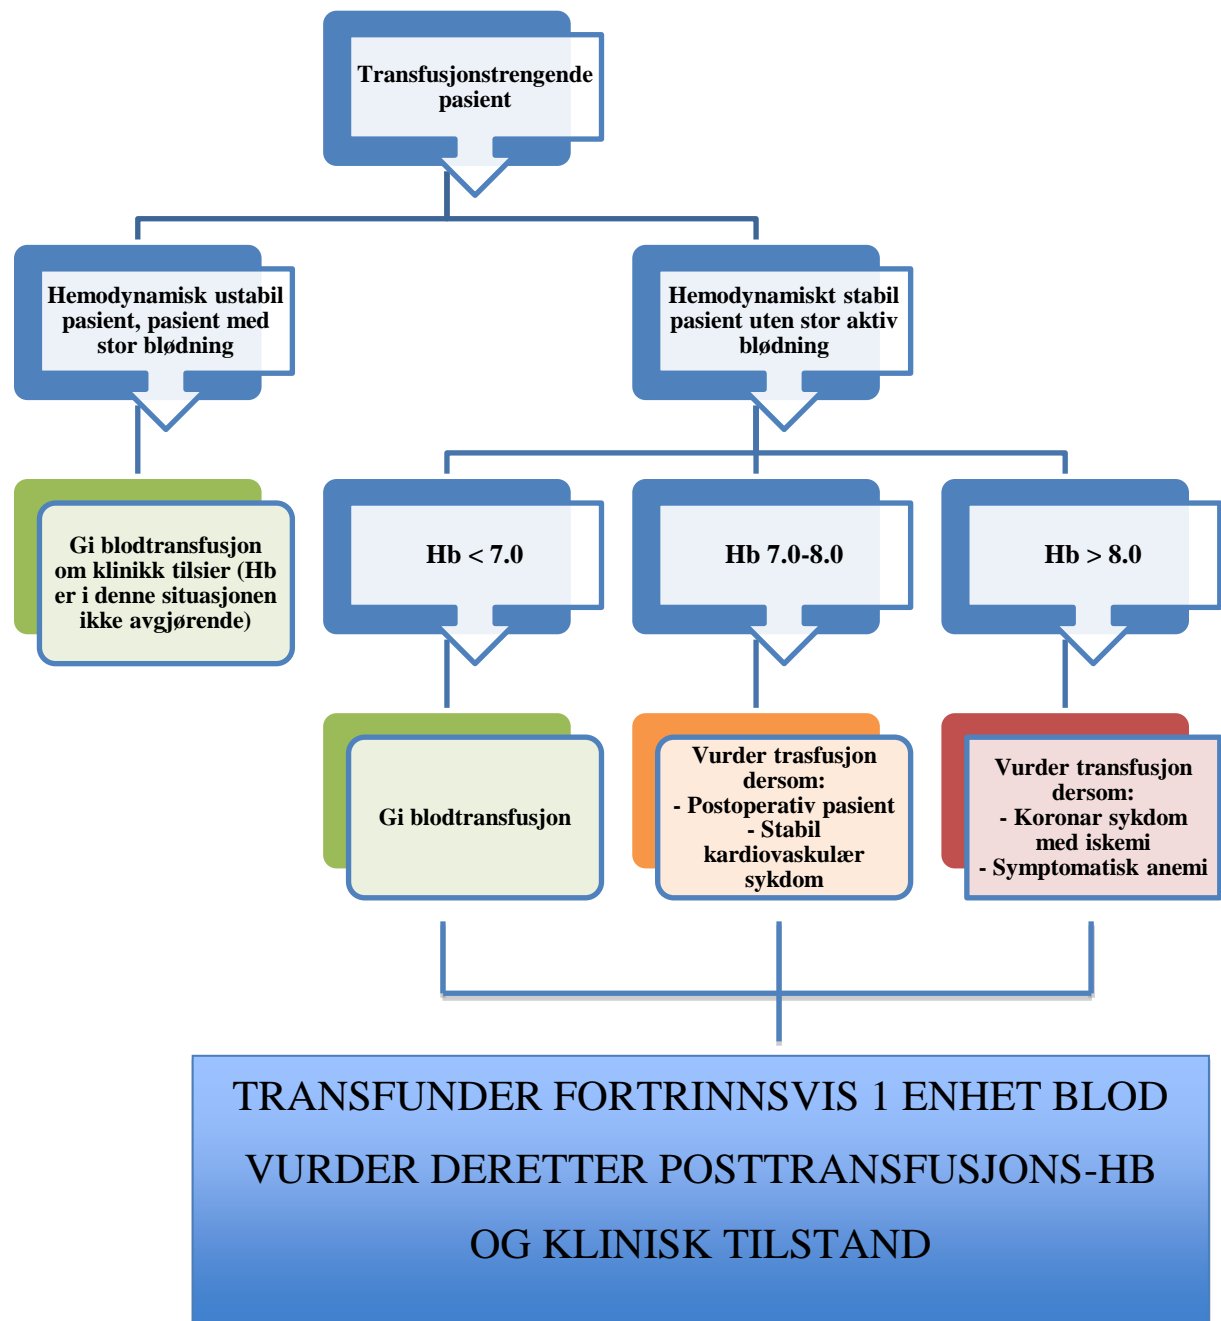 Transfusjonstrengende
pasient
Hemodynamisk ustabil
pasient, pasient med
stor blødning
Hemodynamiskt stabil
pasient uten stor aktiv
blødning
Gi blodtransfusjon
om klinikk tilsier (Hb
er i denne situasjonen
ikke avgjørende)
Hb < 7.0
Hb 7.0-8.0
Hb > 8.0
Gi blodtransfusjon
Vurder trasfusjon
dersom:
- Postoperativ pasient
- Stabil
kardiovaskulær
sykdom
Vurder transfusjon
dersom:
- Koronar sykdom
med iskemi
- Symptomatisk anemi
TRANSFUNDER FORTRINNSVIS 1 ENHET BLOD
VURDER DERETTER POSTTRANSFUSJONS-HB
OG KLINISK TILSTAND